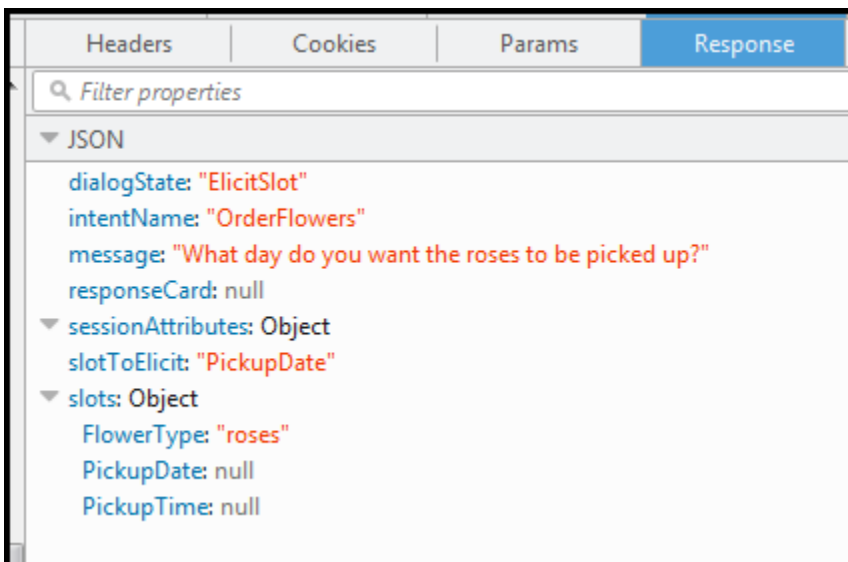 Headers Cookies Params Response
Filter properties
JSON
dialogState: "ElicitSlot"
intentName: "OrderFlowers"
message: "What day do you want the roses to be picked up?"
responseCard: null
sessionAttributes: Object
slotToElicit: "PickupDate"
slots: Object
FlowerType: "roses"
PickupDate: null
PickupTime: null